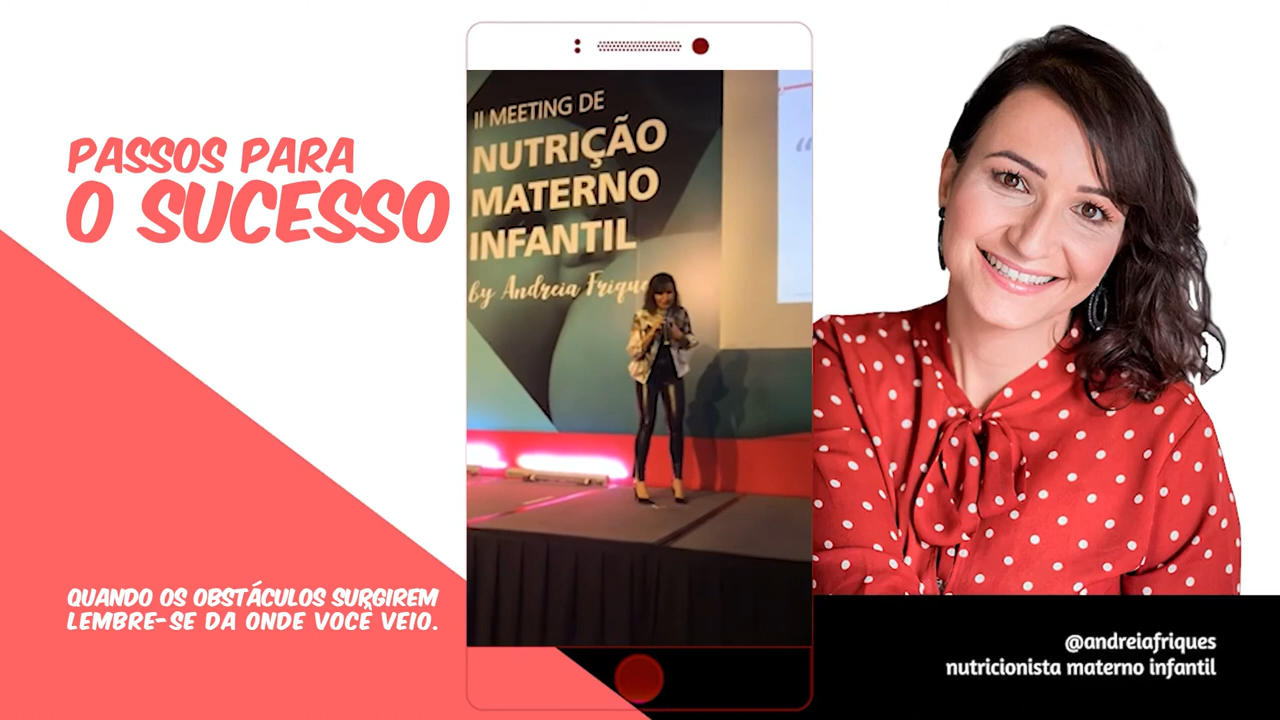 PASSOS PARA
O SUCESSO
II MEETING DE
NUTRIÇÃO
MATERNO
INFANTIL
by Andreia
QUANDO OS OBSTÁCULOS SURGIREM
LEMBRE-SE DA ONDE VOCÊ VEIO.
@andreiafriques
nutricionista materno infantil